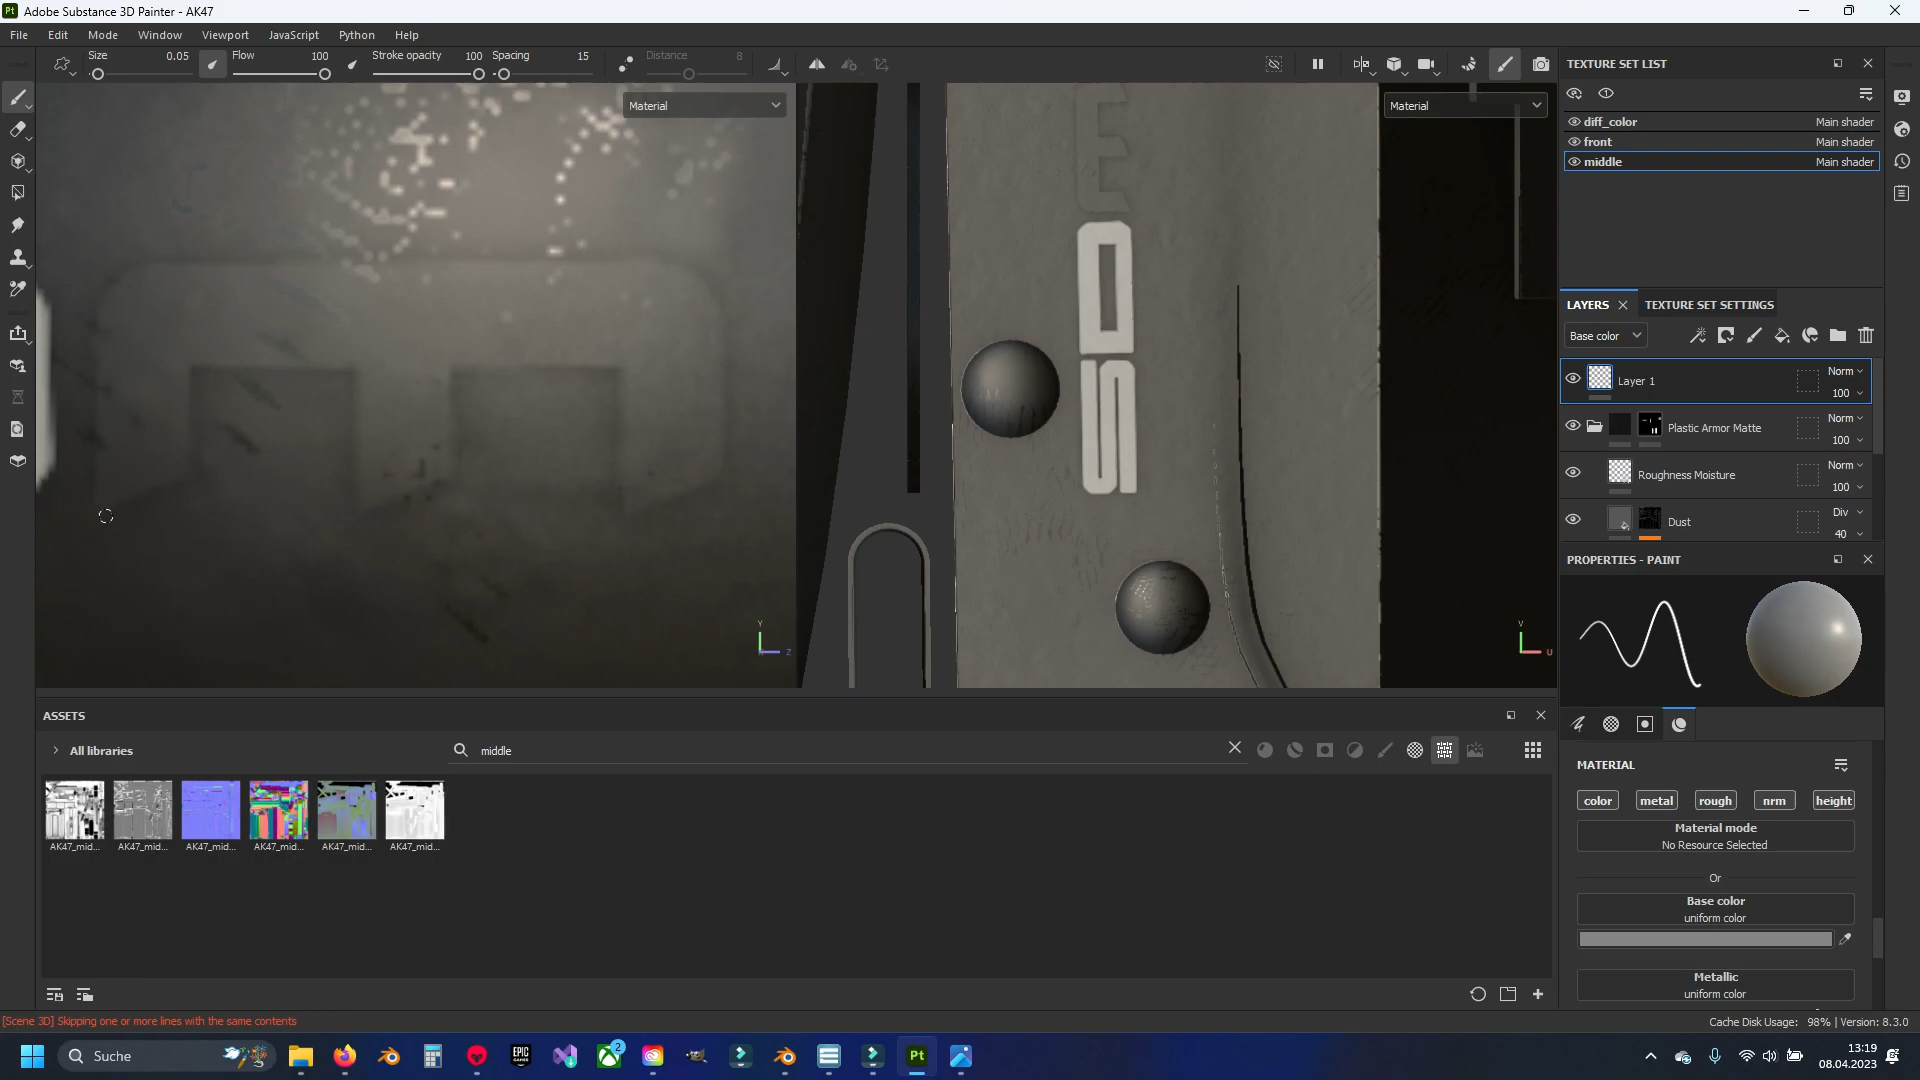 Adobe Substance 3D Painter - AK47
File Edit Mode Window Viewport JavaScript Python Help
Size 0.05 Flow 100 Stroke opacity 100 Spacing 15 Distance 8
Material
Material
E
O
S
Y
Z
V
U
TEXTURE SET LIST
diff_color Main shader
front Main shader
middle Main shader
LAYERS TEXTURE SET SETTINGS
Base color
Layer 1 Norm 100
Plastic Armor Matte Norm 100
Roughness Moisture Norm 100
Dust Div 40
PROPERTIES - PAINT
MATERIAL
color metal rough nrm height
Material mode
No Resource Selected
Or
Base color
uniform color
Metallic
uniform color
ASSETS
All libraries
middle
AK47_mid... AK47_mid... AK47_mid... AK47_mid... AK47_mid... AK47_mid...
[Scene 3D] Skipping one or more lines with the same contents
Cache Disk Usage: 98% | Version: 8.3.0
Suche
EPIC GAMES
2
Pt
13:19
08.04.2023